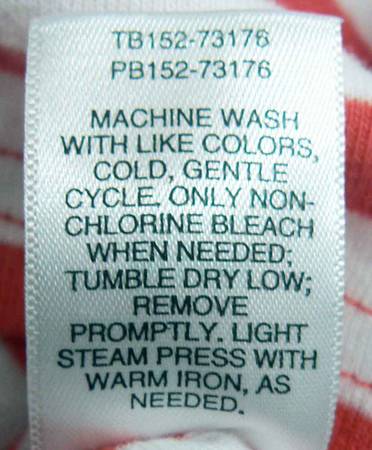 TB152-73176
PB152-73176
MACHINE WASH
WITH LIKE COLORS,
COLD, GENTLE
CYCLE. ONLY NON-
CHLORINE BLEACH
WHEN NEEDED;
TUMBLE DRY LOW;
REMOVE
PROMPTLY. LIGHT
STEAM PRESS WITH
WARM IRON, AS
NEEDED.